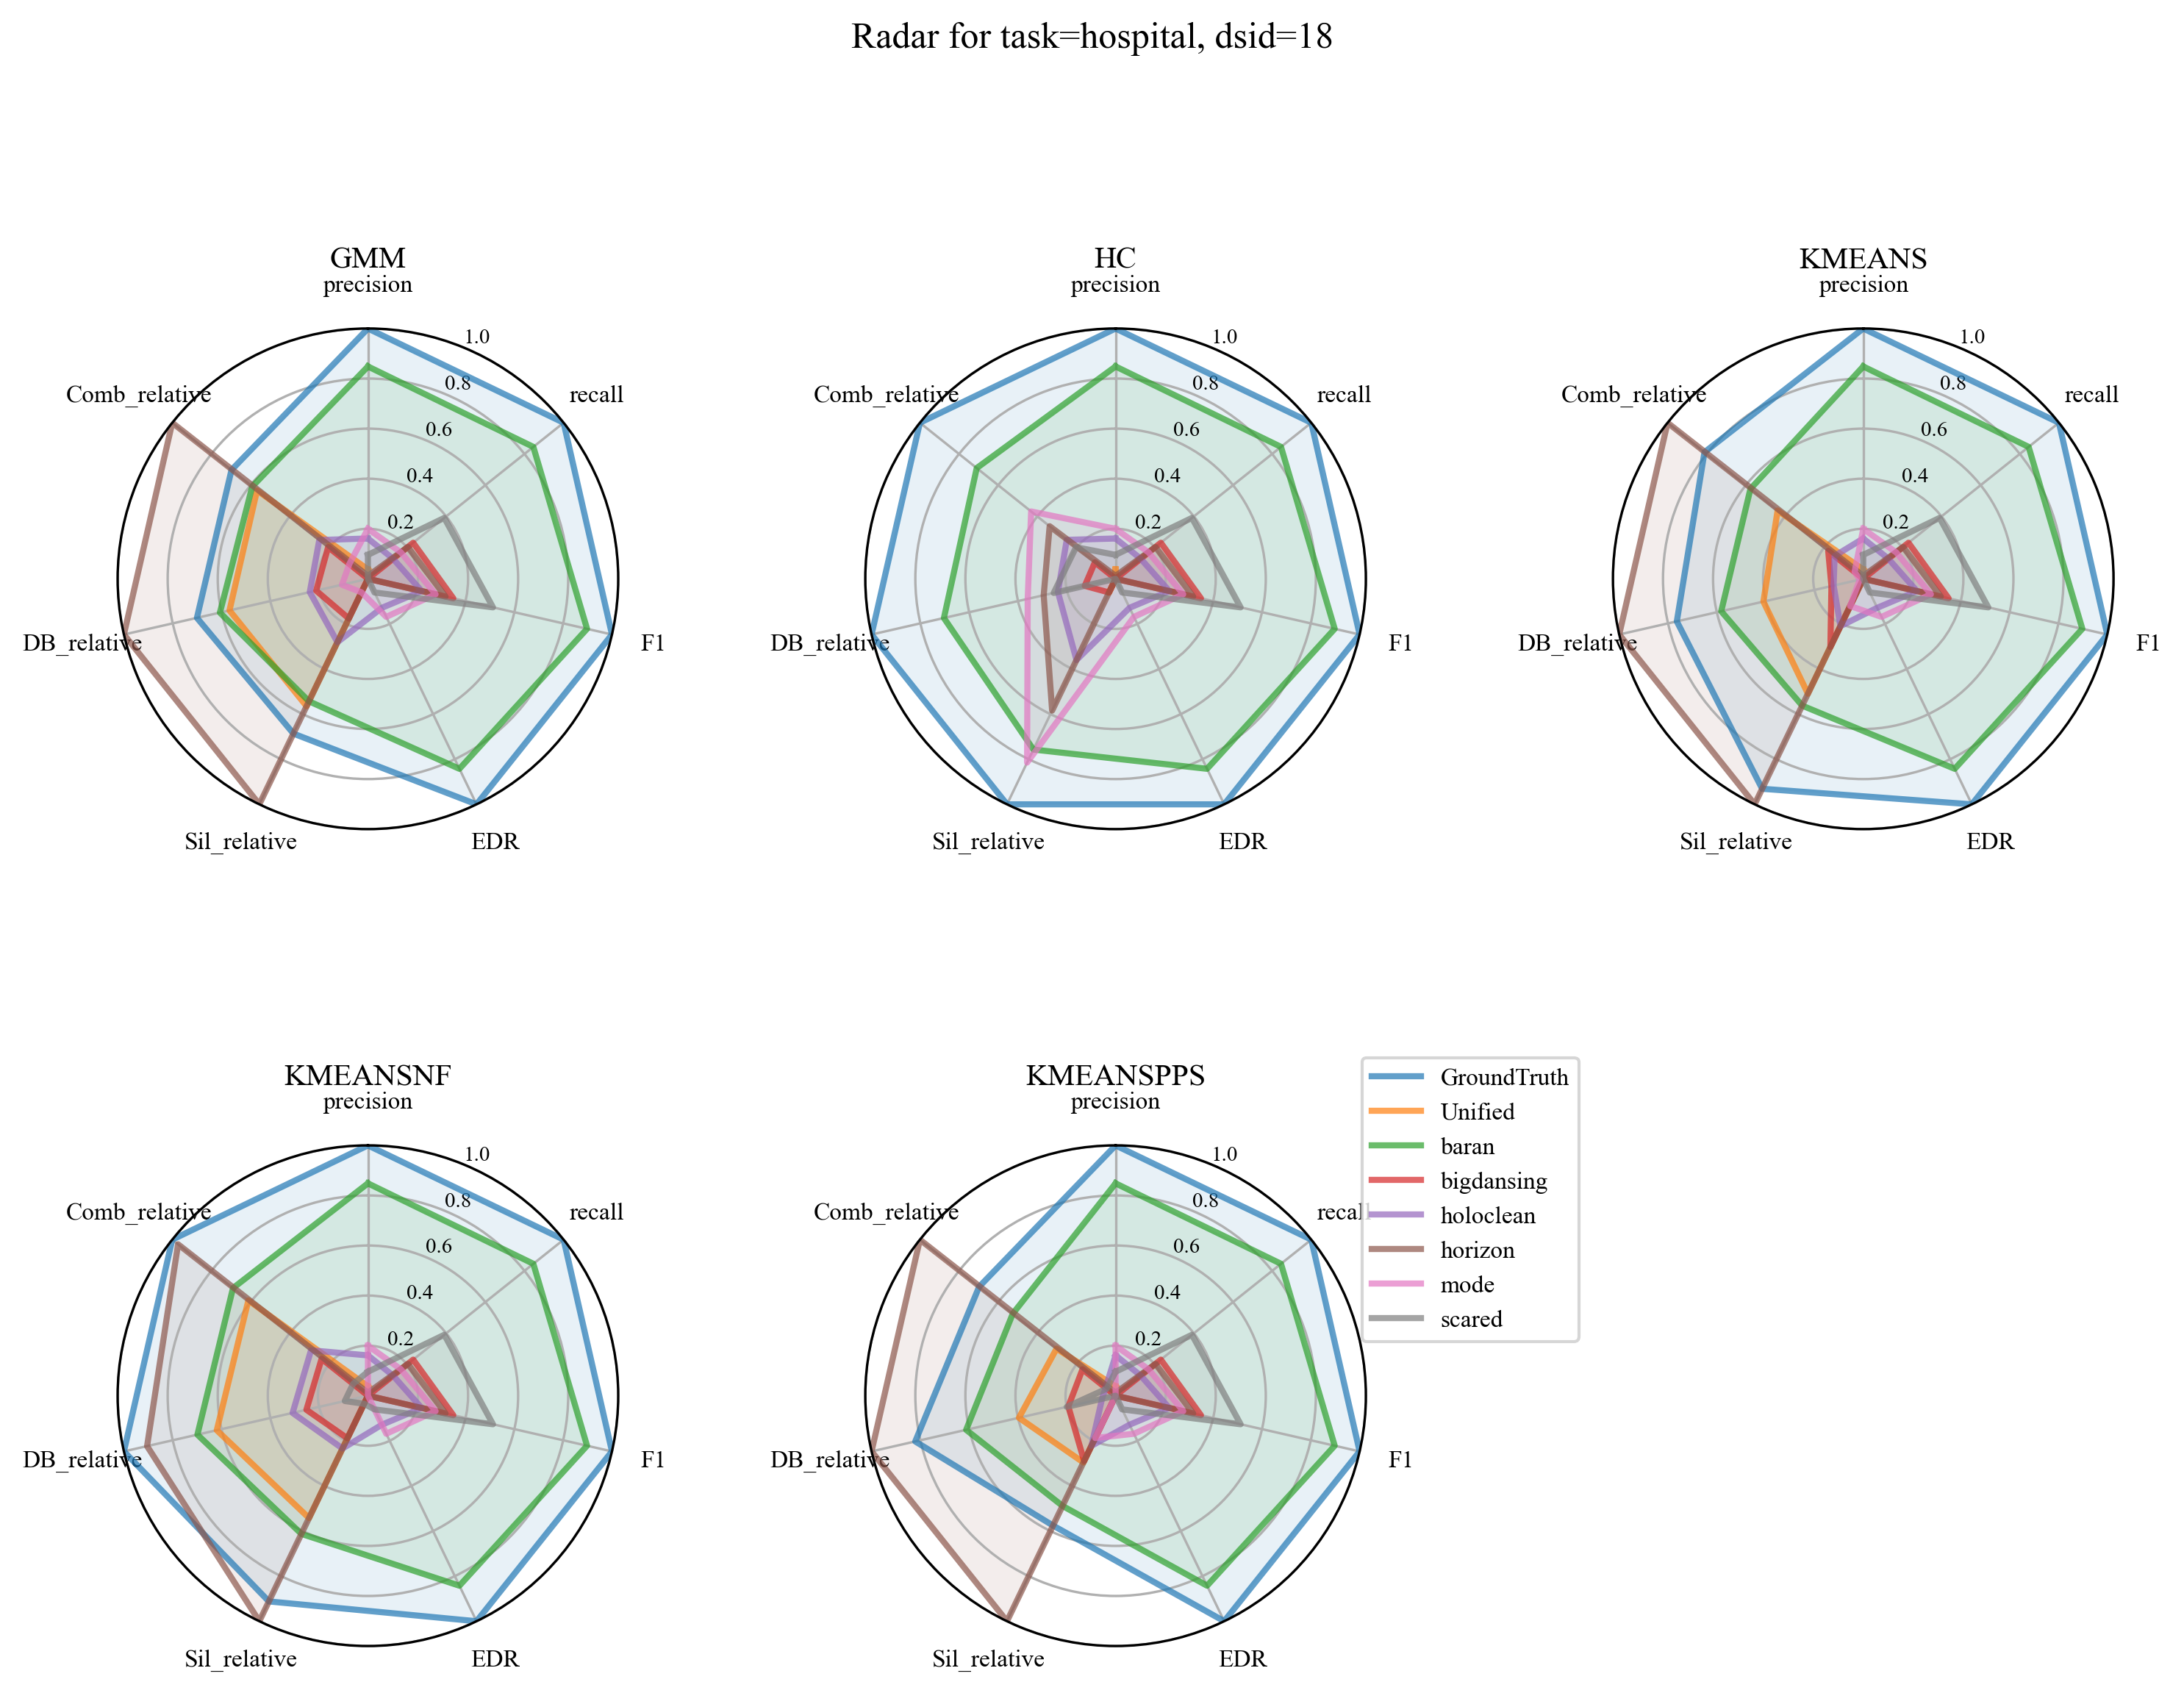 Radar for task=hospital, dsid=18
GMM
precision
recall
F1
EDR
Sil_relative
DB_relative
Comb_relative
0.2
0.4
0.6
0.8
1.0
HC
precision
recall
F1
EDR
Sil_relative
DB_relative
Comb_relative
0.2
0.4
0.6
0.8
1.0
KMEANS
precision
recall
F1
EDR
Sil_relative
DB_relative
Comb_relative
0.2
0.4
0.6
0.8
1.0
KMEANSNF
precision
recall
F1
EDR
Sil_relative
DB_relative
Comb_relative
0.2
0.4
0.6
0.8
1.0
KMEANSPPS
precision
recall
F1
EDR
Sil_relative
DB_relative
Comb_relative
0.2
0.4
0.6
0.8
1.0
GroundTruth
Unified
baran
bigdansing
holoclean
horizon
mode
scared